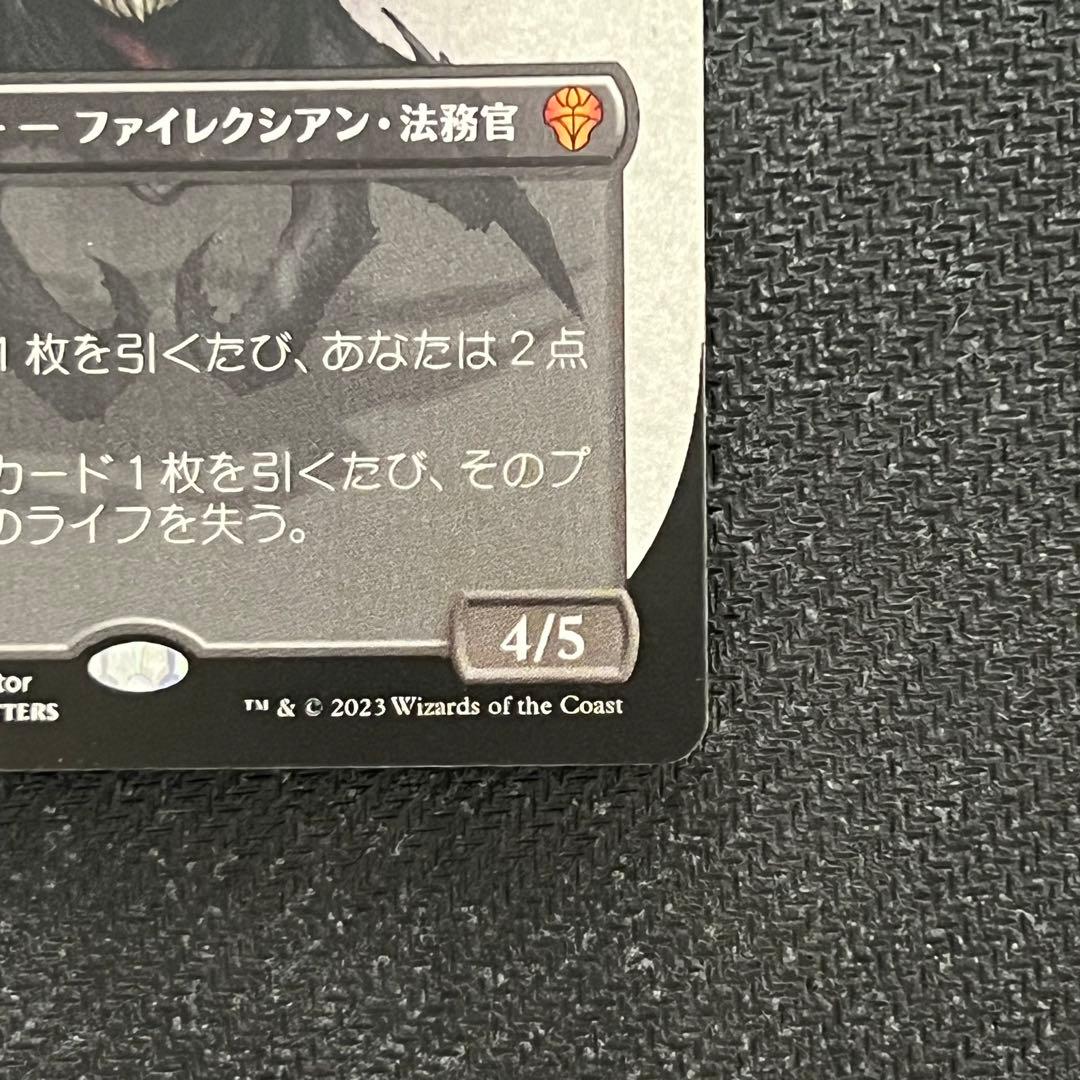 — ファイレクシアン・法務官
1枚を引くたび、あなたは2点
カード1枚を引くたび、そのプ
のライフを失う。
4/5
tor
TTERS
™ & © 2023 Wizards of the Coast